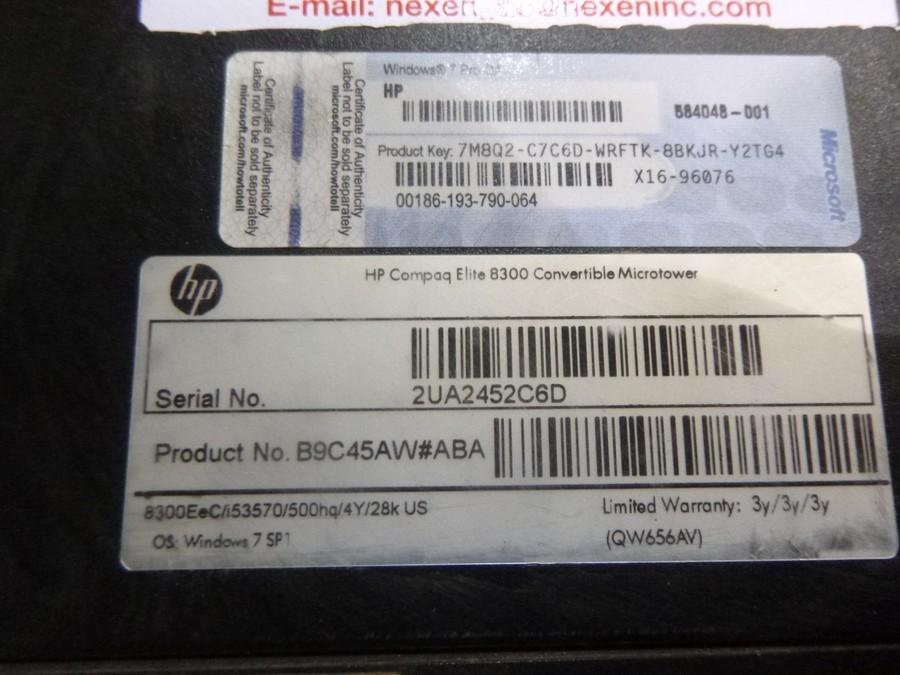 E-mail:
Certificate of Authenticity
Label not to be sold separately
microsoft.com/howtotell
Certificate of Authenticity
Label not to be sold separately
microsoft.com/howtotell
Windows® 7 Pro
HP
584048-001
Product Key: 7M8Q2-C7C6D-WRFTK-8BKJR-Y2TG4
X16-96076
00186-193-790-064
Microsoft
hp
HP Compaq Elite 8300 Convertible Microtower
Serial No. 2UA2452C6D
Product No. B9C45AW#ABA
8300EeC/i53570/500hq/4Y/28k US
Limited Warranty: 3y/3y/3y
OS: Windows 7 SP1
(QW656AV)